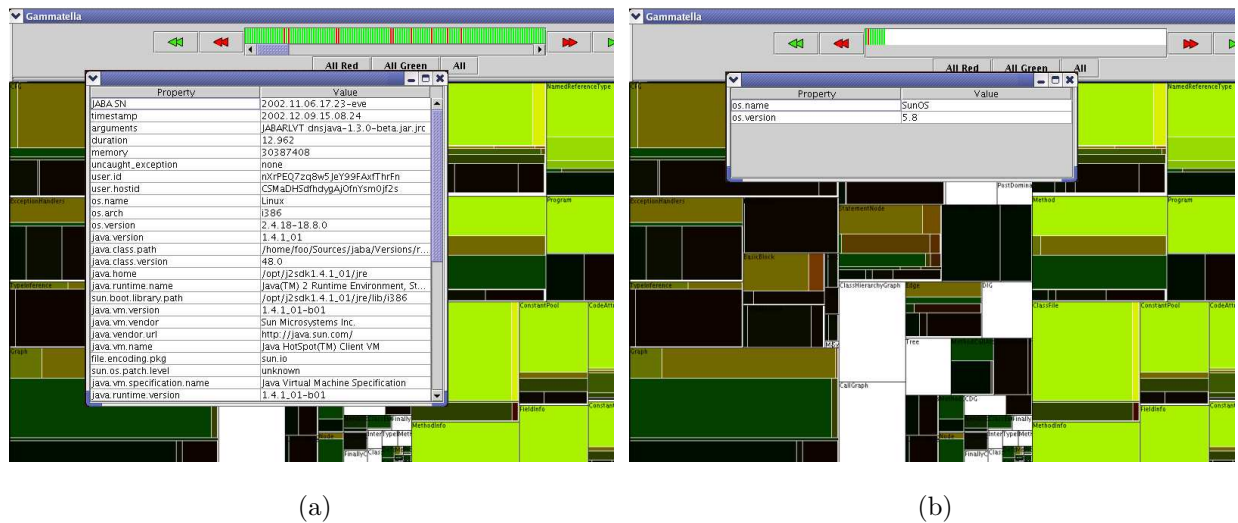 Gammatella
All Red All Green All
Property Value
JABA SN 2002.11.06.17.23-eve
timestamp 2002.12.09.15.08.24
arguments JABARLVT dnsjava-1.3.0-beta.jar.jrc
duration 12.962
memory 30387408
uncaught_exception none
user.id
user.hostid
os.name Linux
os.arch i386
os.version 2.4.18-18.8.0
java.version 1.4.1_01
java.class.path /home/foo/Sources/jaba/Versions/r...
java.class.version 48.0
java.home /opt/j2sdk1.4.1_01/jre
java.runtime.name Java(TM) 2 Runtime Environment, St...
sun.boot.library.path /opt/j2sdk1.4.1_01/jre/lib/i386
java.vm.version 1.4.1_01-b01
java.vm.vendor Sun Microsystems Inc.
java.vendor.url http://java.sun.com/
java.vm.name Java HotSpot(TM) Client VM
file.encoding.pkg sun.io
sun.os.patch.level unknown
java.vm.specification.name Java Virtual Machine Specification
java.runtime.version 1.4.1_01-b01
NamedReferenceType
Program
ConstantPool
FieldInfo
MethodInfo
(a)
Gammatella
All Red All Green All
Property Value
os.name SunOS
os.version 5.8
CFG
NamedReferenceType
ExceptionHandlers
StatementNode
PostDomina
Method
Program
BasicBlock
TypeInference
ClassHierarchyGraph
Edge
DIG
ClassFile
ConstantPool
CodeAttr
Graph
Tree
CallGraph
CDG
FieldInfo
MethodInfo
Node
(b)